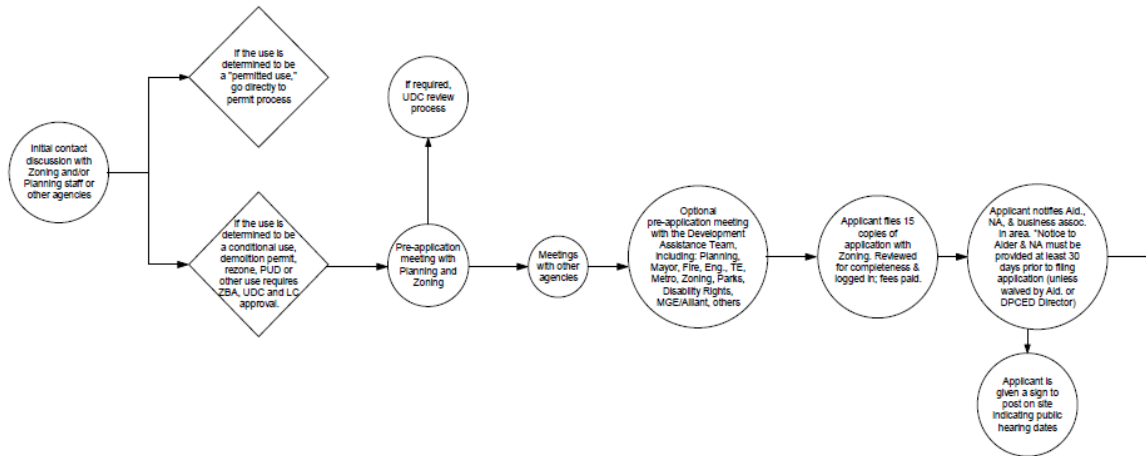 Initial contact
discussion with
Zoning and/or
Planning staff or
other agencies
If the use is
determined to be
a "permitted use,"
go directly to
permit process
If the use is
determined to be
a conditional use,
demolition permit,
rezone, PUD or
other use requires
ZBA, UDC and LC
approval.
If required,
UDC review
process
Pre-application
meeting with
Planning and
Zoning
Meetings
with other
agencies
Optional
pre-application meeting
with the Development
Assistance Team,
including: Planning,
Mayor, Fire, Eng., TE,
Metro, Zoning, Parks,
Disability Rights,
MGE/Alliant, others
Applicant files 15
copies of
application with
Zoning. Reviewed
for completeness &
logged in; fees paid.
Applicant notifies Ald.,
NA, & business assoc.
in area. "Notice to
Alder & NA must be
provided at least 30
days prior to filing
application (unless
waived by Ald. or
DPCED Director)
Applicant is
given a sign to
post on site
indicating public
hearing dates